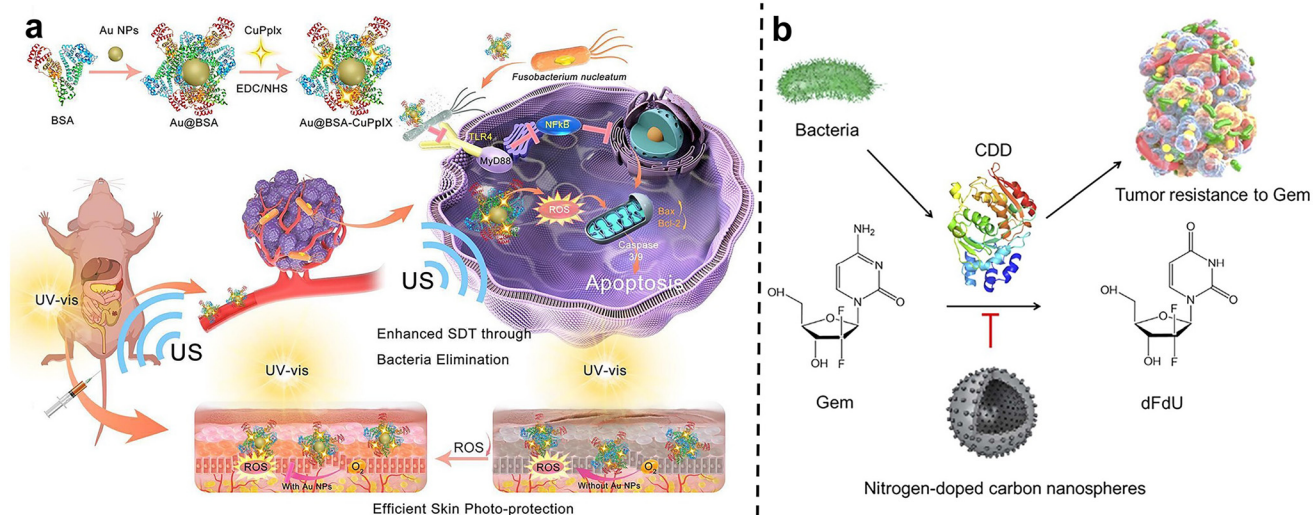 a
Au NPs
CuPpIx
EDC/NHS
BSA
Au@BSA
Au@BSA-CuPpIX
Fusobacterium nucleatum
TLR4
MyD88
NFkB
ROS
Bax
Bcl-2
Caspase
3/9
Apoptosis
UV-vis
US
US
Enhanced SDT through
Bacteria Elimination
UV-vis
UV-vis
ROS
O2
With Au NPs
ROS
ROS
O2
Without Au NPs
Efficient Skin Photo-protection
b
Bacteria
CDD
Tumor resistance to Gem
NH2
N
N
O
HO
O
F
OH
F
Gem
O
NH
N
O
HO
O
F
OH
F
dFdU
Nitrogen-doped carbon nanospheres